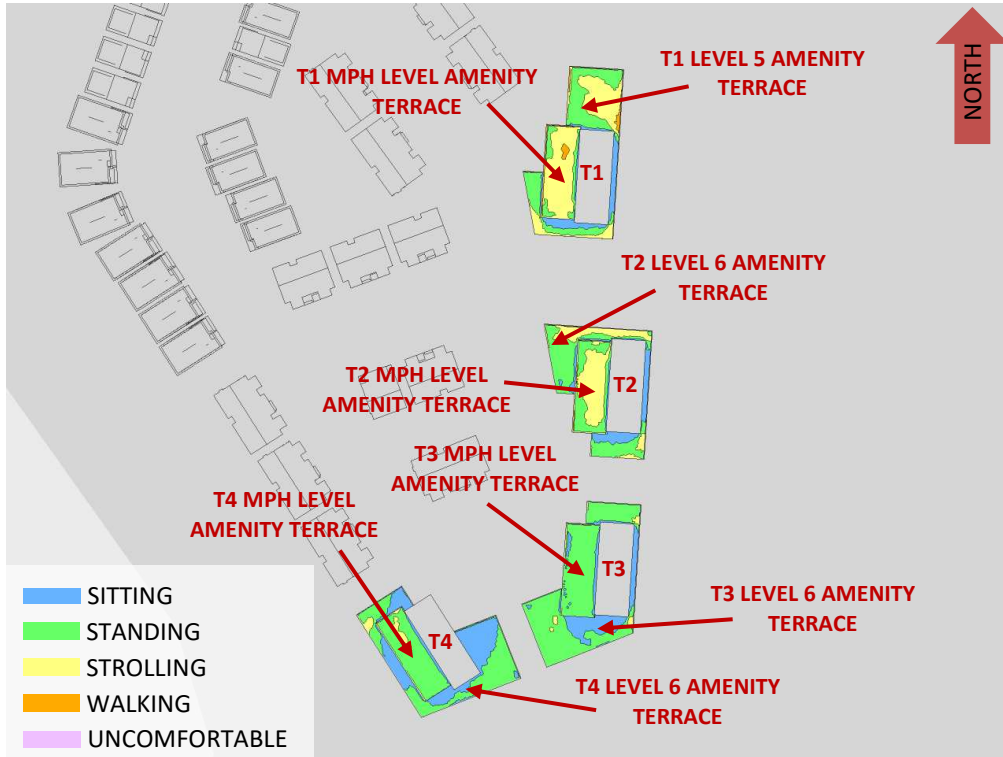 NORTH
T1 LEVEL 5 AMENITY
TERRACE
T1 MPH LEVEL AMENITY
TERRACE
T1
T2 LEVEL 6 AMENITY
TERRACE
T2 MPH LEVEL
AMENITY TERRACE
T2
T3 MPH LEVEL
AMENITY TERRACE
T4 MPH LEVEL
AMENITY TERRACE
T3
T3 LEVEL 6 AMENITY
TERRACE
T4
T4 LEVEL 6 AMENITY
TERRACE
SITTING
STANDING
STROLLING
WALKING
UNCOMFORTABLE